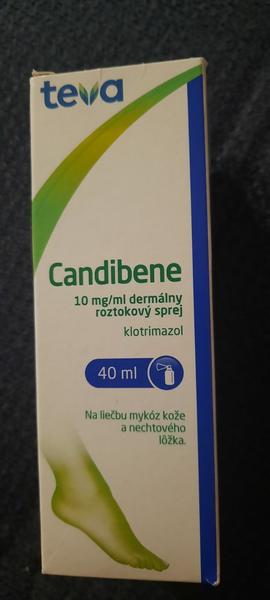 teva
Candibene
10 mg/ml dermálny
roztokový sprej
klotrimazol
40 ml
Na liečbu mykóz kože
a nechtového
lôžka.